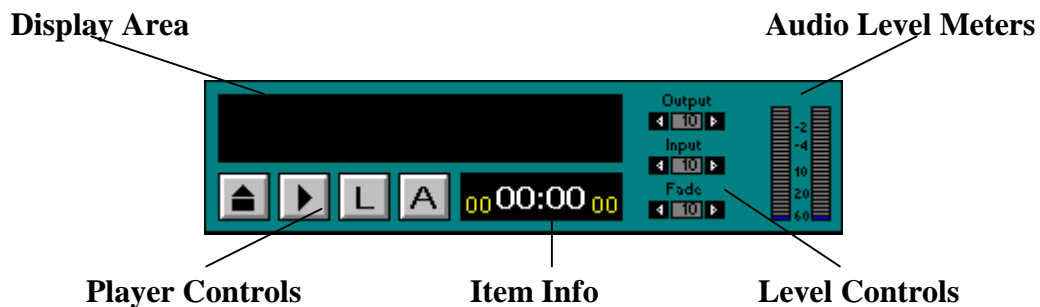 Display Area
Audio Level Meters
Output
10
Input
10
Fade
10
-2
-4
10
20
60
L A
00 00:00 00
Player Controls
Item Info
Level Controls